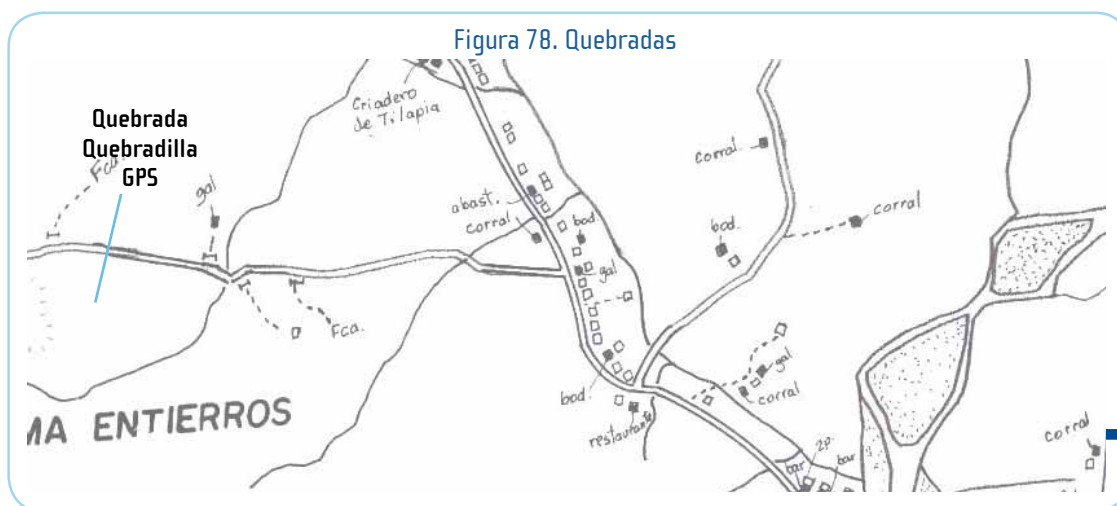 Figura 78. Quebradas
Quebrada
Quebradilla
GPS
Fca.
gal
Criadero
de Tilapia
abast.
corral
bod.
gal
corral
bod.
corral
Fca.
MA ENTIERROS
bod.
restaurante
gal
corral
bar
2P.
bar
corral